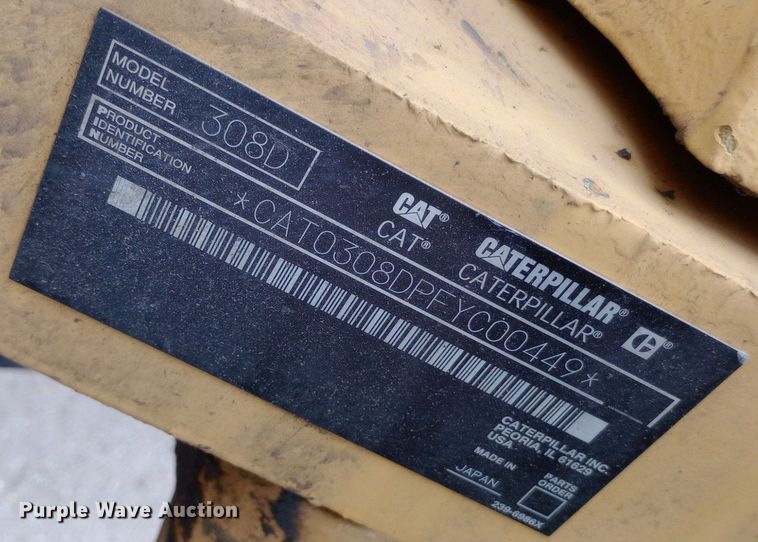 MODEL
NUMBER
308D
PRODUCT
IDENTIFICATION
NUMBER
*CAT0308DPFYC00449*
CAT®
CAT®
CATERPILLAR®
CATERPILLAR®
C
CATERPILLAR INC.
PEORIA, IL 61629
USA
MADE IN
JAPAN
PARTS
ORDER
239-6986X
Purple Wave Auction